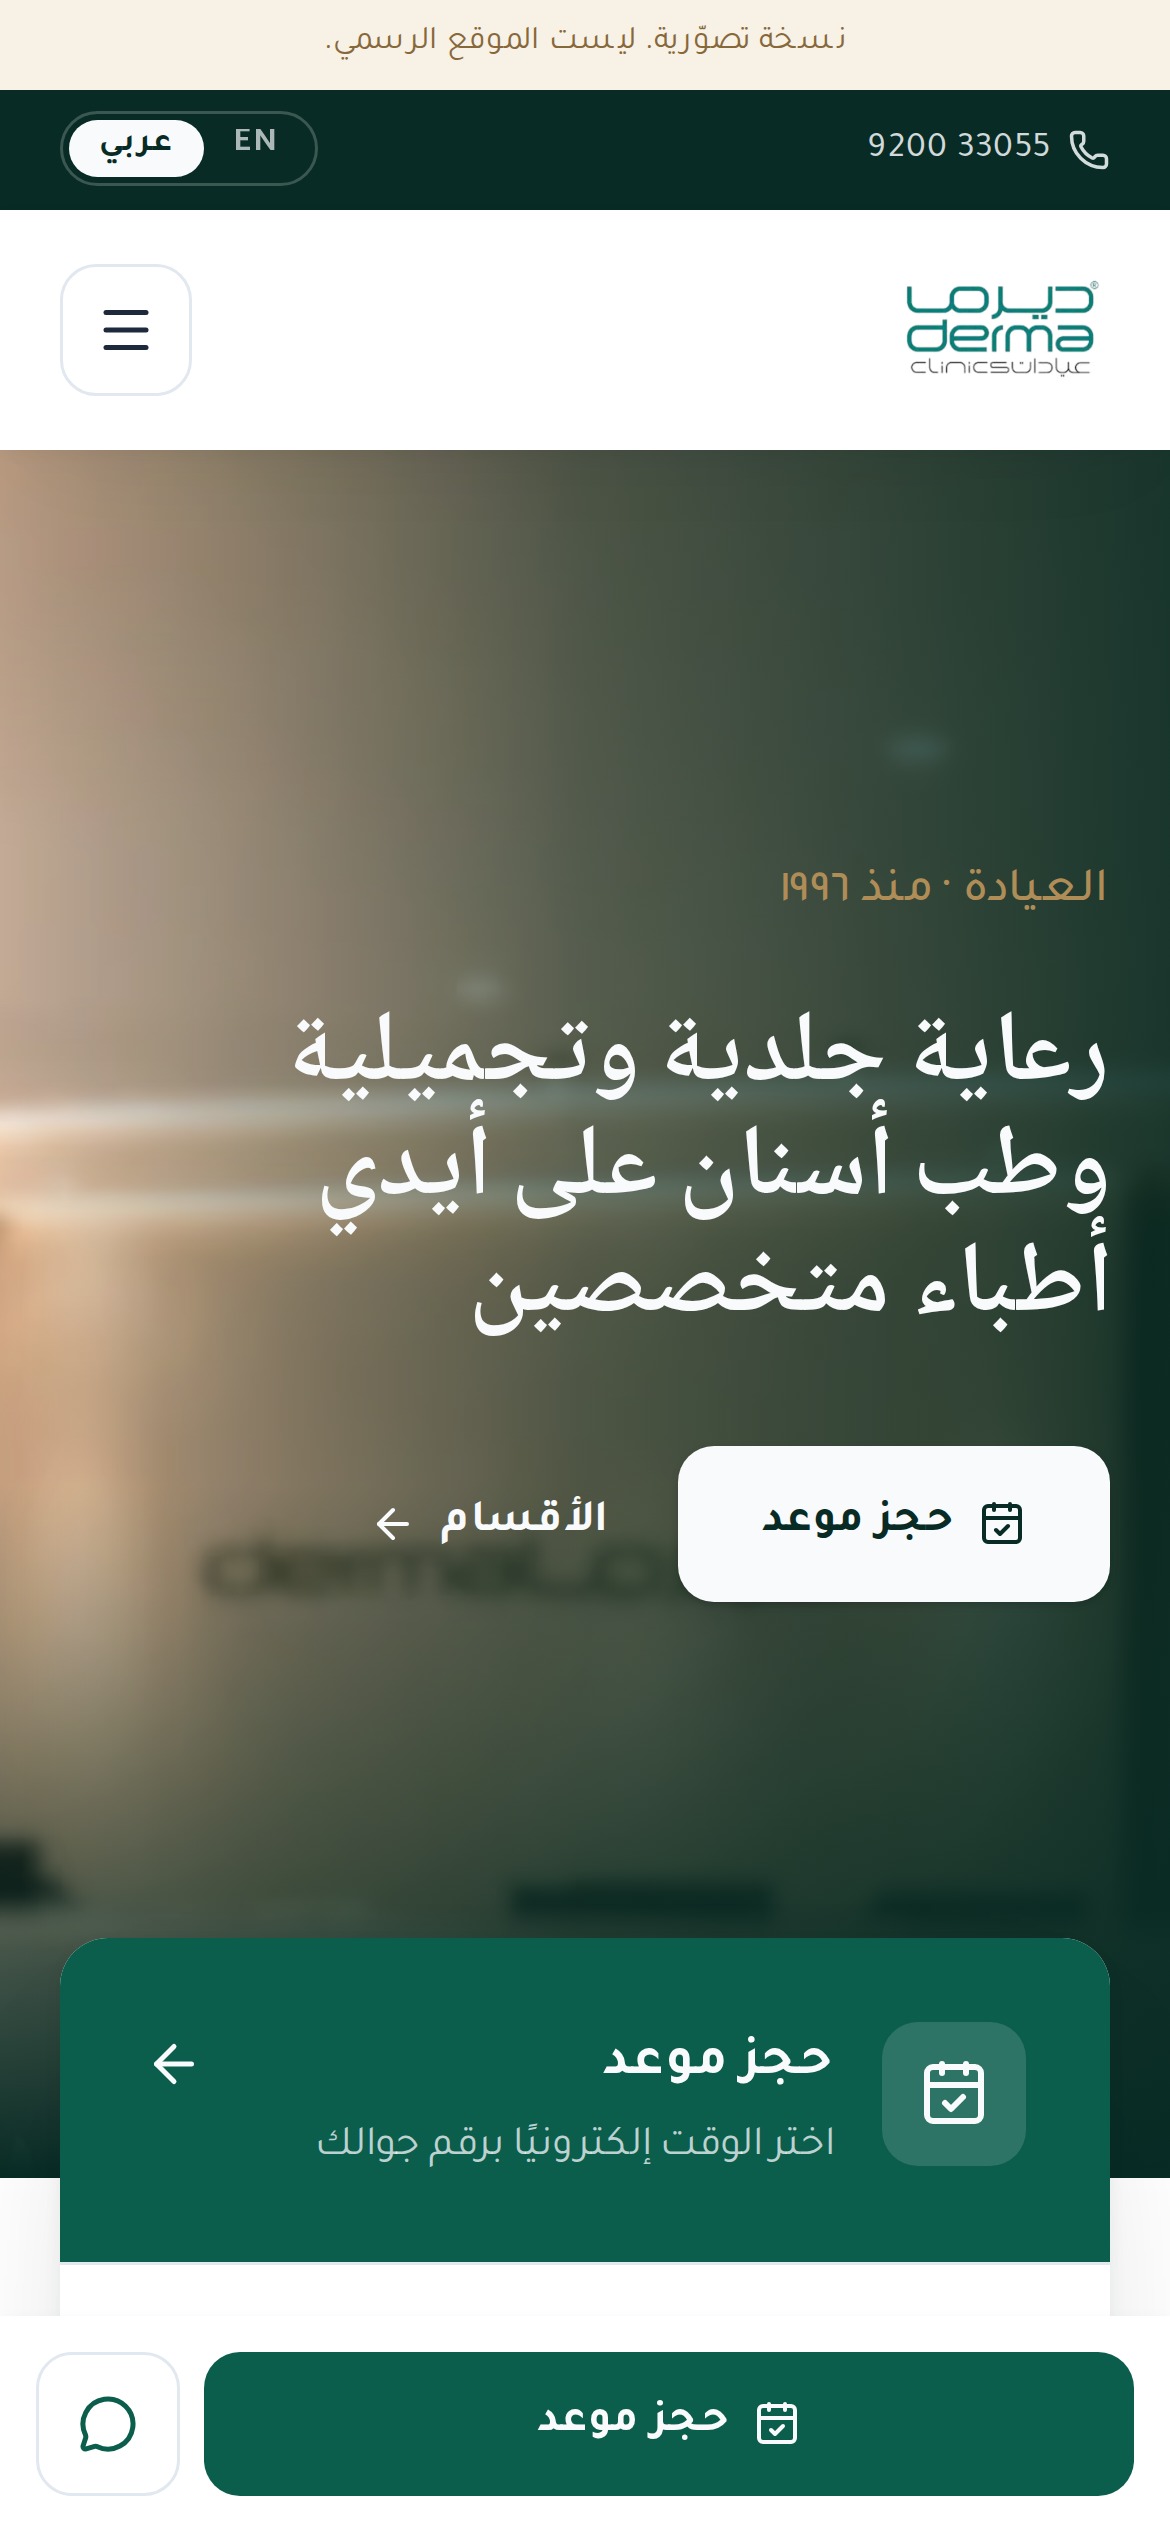 نسخة تصوّرية. ليست الموقع الرسمي.
9200 33055
EN
عربي
ديرما®
derma
عيادات clinics
العيادة · منذ ١٩٩٦
رعاية جلدية وتجميلية
وطب أسنان على أيدي
أطباء متخصصين
حجز موعد
الأقسام
حجز موعد
اختر الوقت إلكترونيًا برقم جوالك
حجز موعد